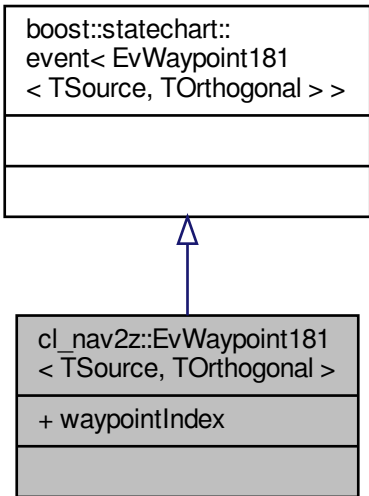 boost::statechart::
event< EvWaypoint181
< TSource, TOrthogonal > >
cl_nav2z::EvWaypoint181
< TSource, TOrthogonal >
+ waypointIndex